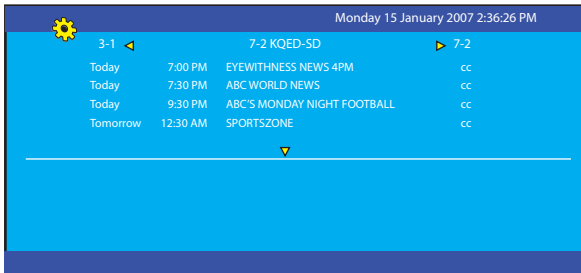 Monday 15 January 2007 2:36:26 PM
3-1 7-2 KQED-SD 7-2
Today 7:00 PM EYEWITHNESS NEWS 4PM cc
Today 7:30 PM ABC WORLD NEWS cc
Today 9:30 PM ABC'S MONDAY NIGHT FOOTBALL cc
Tomorrow 12:30 AM SPORTSZONE cc